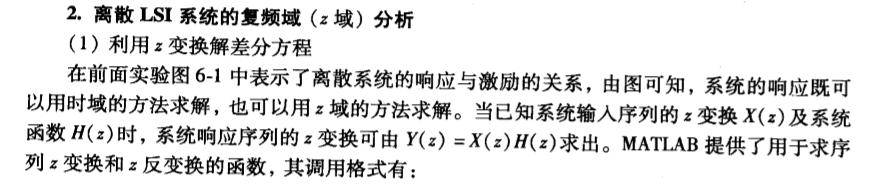 2. 离散 LSI 系统的复频域（z 域）分析
（1）利用 z 变换解差分方程
在前面实验图 6-1 中表示了离散系统的响应与激励的关系，由图可知，系统的响应既可
以用时域的方法求解，也可以用 z 域的方法求解。当已知系统输入序列的 z 变换 X(z)及系统
函数 H(z)时，系统响应序列的 z 变换可由 Y(z) = X(z)H(z)求出。MATLAB 提供了用于求序
列 z 变换和 z 反变换的函数，其调用格式有：